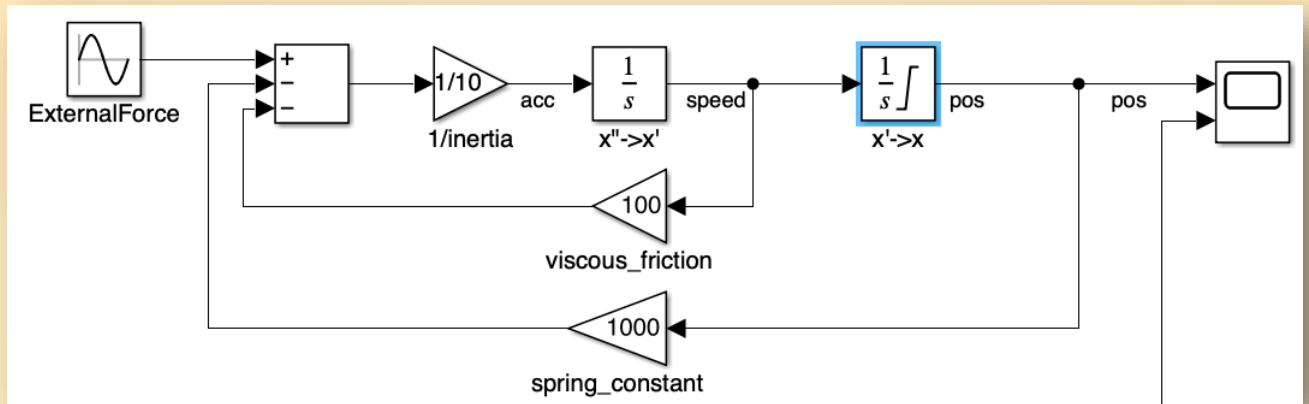 ExternalForce
+
−
−
1/10
1/inertia
acc
1
s
x"->x'
speed
1
s
x'->x
pos
pos
100
viscous_friction
1000
spring_constant